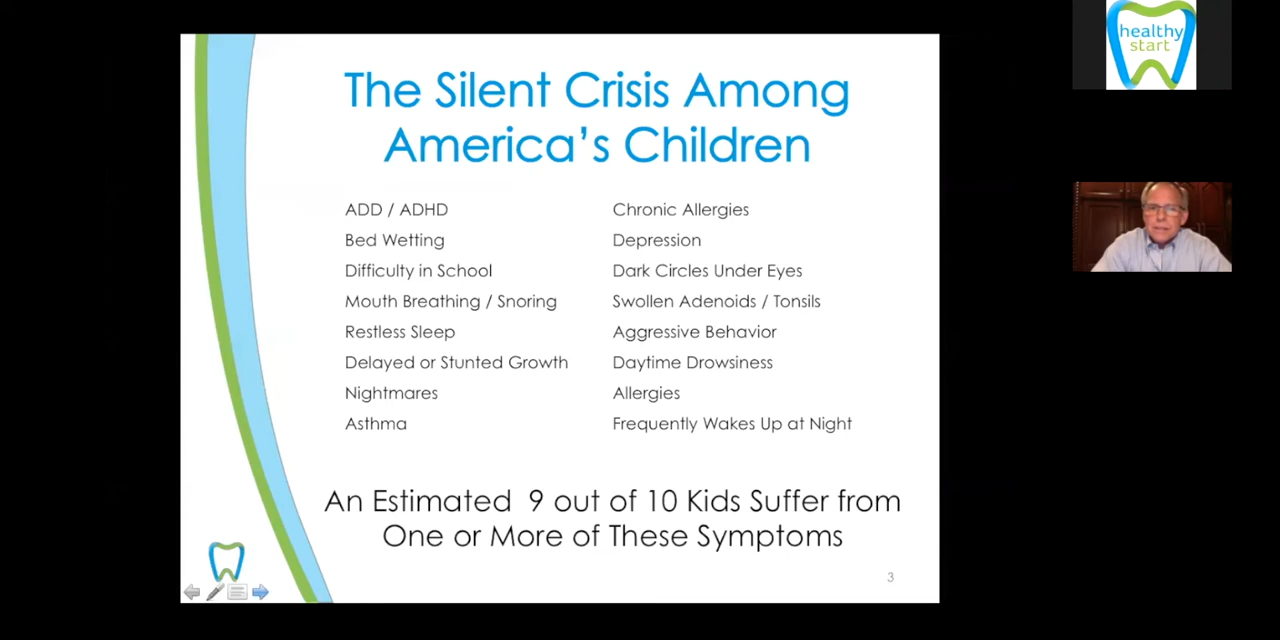 The Silent Crisis Among
America's Children
ADD / ADHD
Bed Wetting
Difficulty in School
Mouth Breathing / Snoring
Restless Sleep
Delayed or Stunted Growth
Nightmares
Asthma
Chronic Allergies
Depression
Dark Circles Under Eyes
Swollen Adenoids / Tonsils
Aggressive Behavior
Daytime Drowsiness
Allergies
Frequently Wakes Up at Night
An Estimated 9 out of 10 Kids Suffer from
One or More of These Symptoms
3
healthy
start